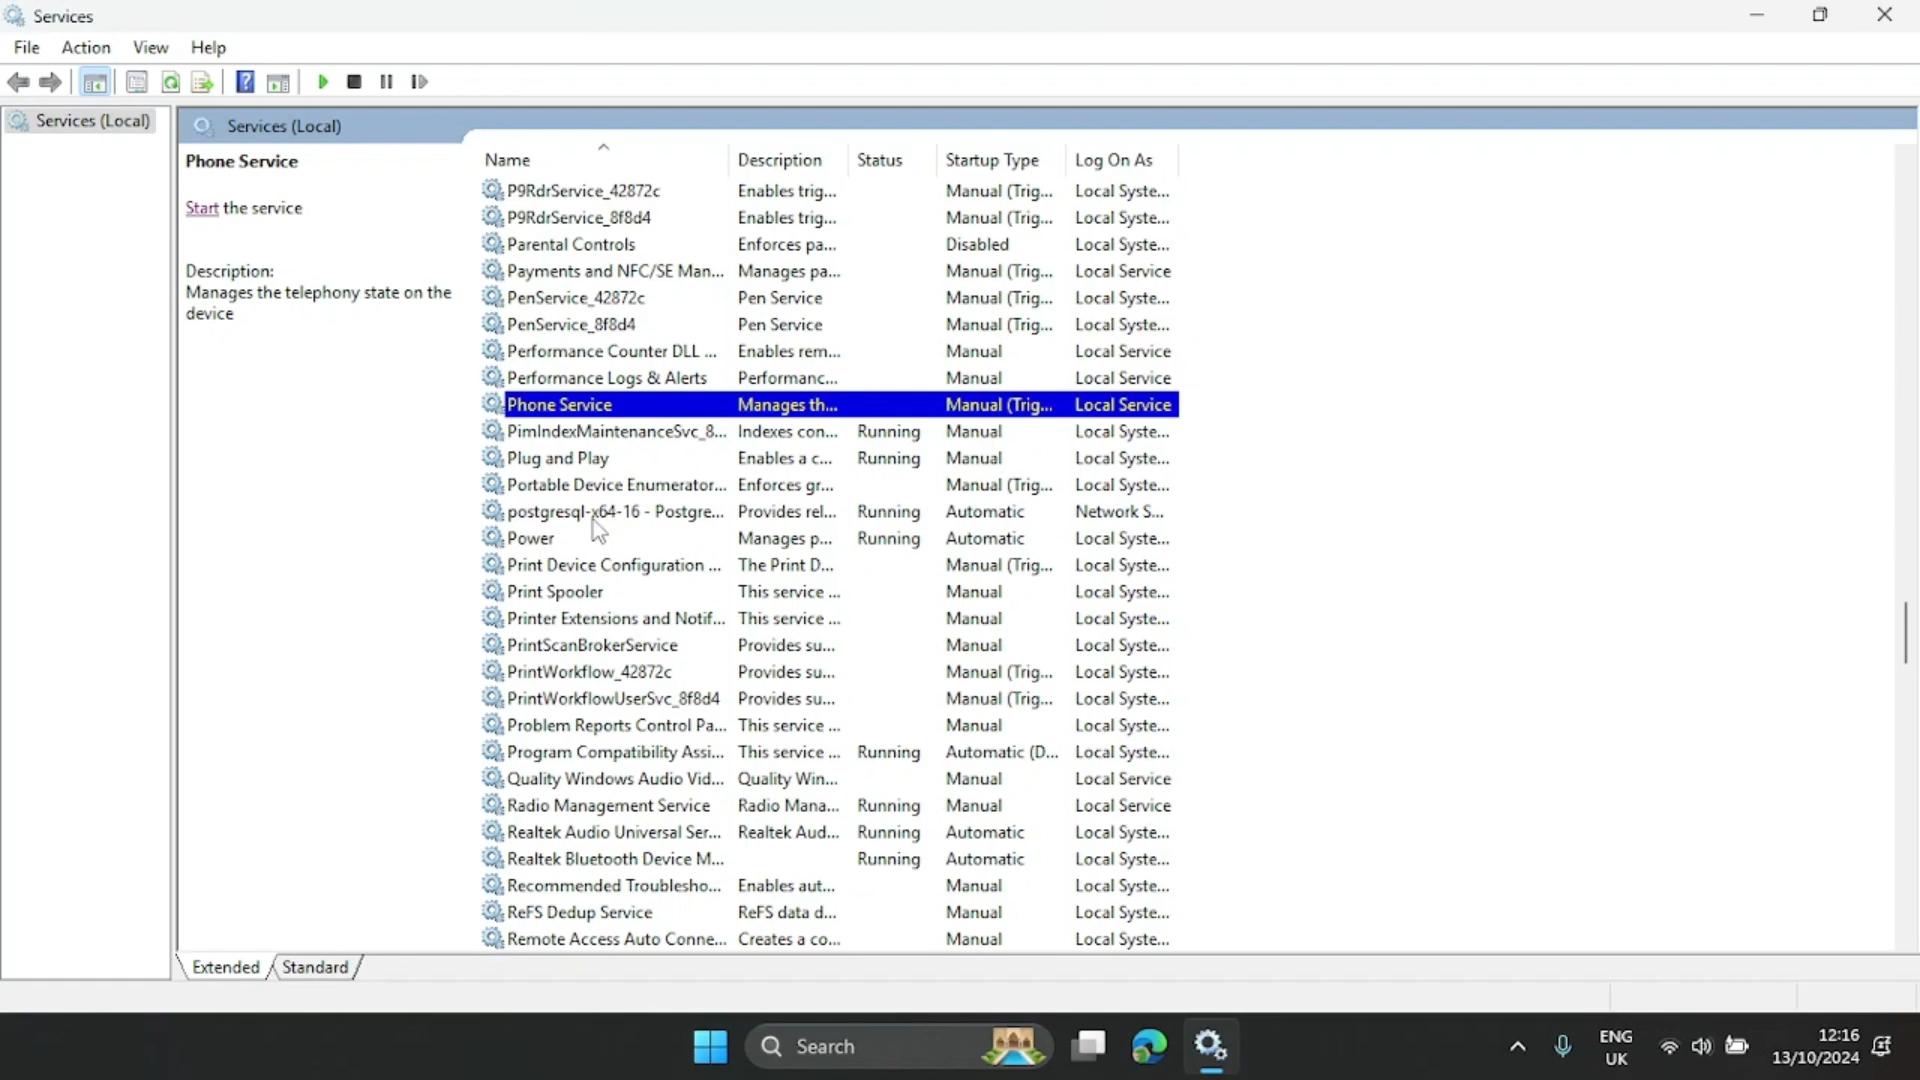 Services
File Action View Help
Services (Local)
Services (Local)
Phone Service
Start the service
Description:
Manages the telephony state on the
device
Name Description Status Startup Type Log On As
P9RdrService_42872c Enables trig... Manual (Trig... Local Syste...
P9RdrService_8f8d4 Enables trig... Manual (Trig... Local Syste...
Parental Controls Enforces pa... Disabled Local Syste...
Payments and NFC/SE Man... Manages pa... Manual (Trig... Local Service
PenService_42872c Pen Service Manual (Trig... Local Syste...
PenService_8f8d4 Pen Service Manual (Trig... Local Syste...
Performance Counter DLL ... Enables rem... Manual Local Service
Performance Logs & Alerts Performanc... Manual Local Service
Phone Service Manages th... Manual (Trig... Local Service
PimIndexMaintenanceSvc_8... Indexes con... Running Manual Local Syste...
Plug and Play Enables a c... Running Manual Local Syste...
Portable Device Enumerator... Enforces gr... Manual (Trig... Local Syste...
postgresql-x64-16 - Postgre... Provides rel... Running Automatic Network S...
Power Manages p... Running Automatic Local Syste...
Print Device Configuration ... The Print D... Manual (Trig... Local Syste...
Print Spooler This service ... Manual Local Syste...
Printer Extensions and Notif... This service ... Manual Local Syste...
PrintScanBrokerService Provides su... Manual Local Syste...
PrintWorkflow_42872c Provides su... Manual (Trig... Local Syste...
PrintWorkflowUserSvc_8f8d4 Provides su... Manual (Trig... Local Syste...
Problem Reports Control Pa... This service ... Manual Local Syste...
Program Compatibility Assi... This service ... Running Automatic (D... Local Syste...
Quality Windows Audio Vid... Quality Win... Manual Local Service
Radio Management Service Radio Mana... Running Manual Local Service
Realtek Audio Universal Ser... Realtek Aud... Running Automatic Local Syste...
Realtek Bluetooth Device M... Running Automatic Local Syste...
Recommended Troublesho... Enables aut... Manual Local Syste...
ReFS Dedup Service ReFS data d... Manual Local Syste...
Remote Access Auto Conne... Creates a co... Manual Local Syste...
Extended Standard
Search
ENG
UK
12:16
13/10/2024